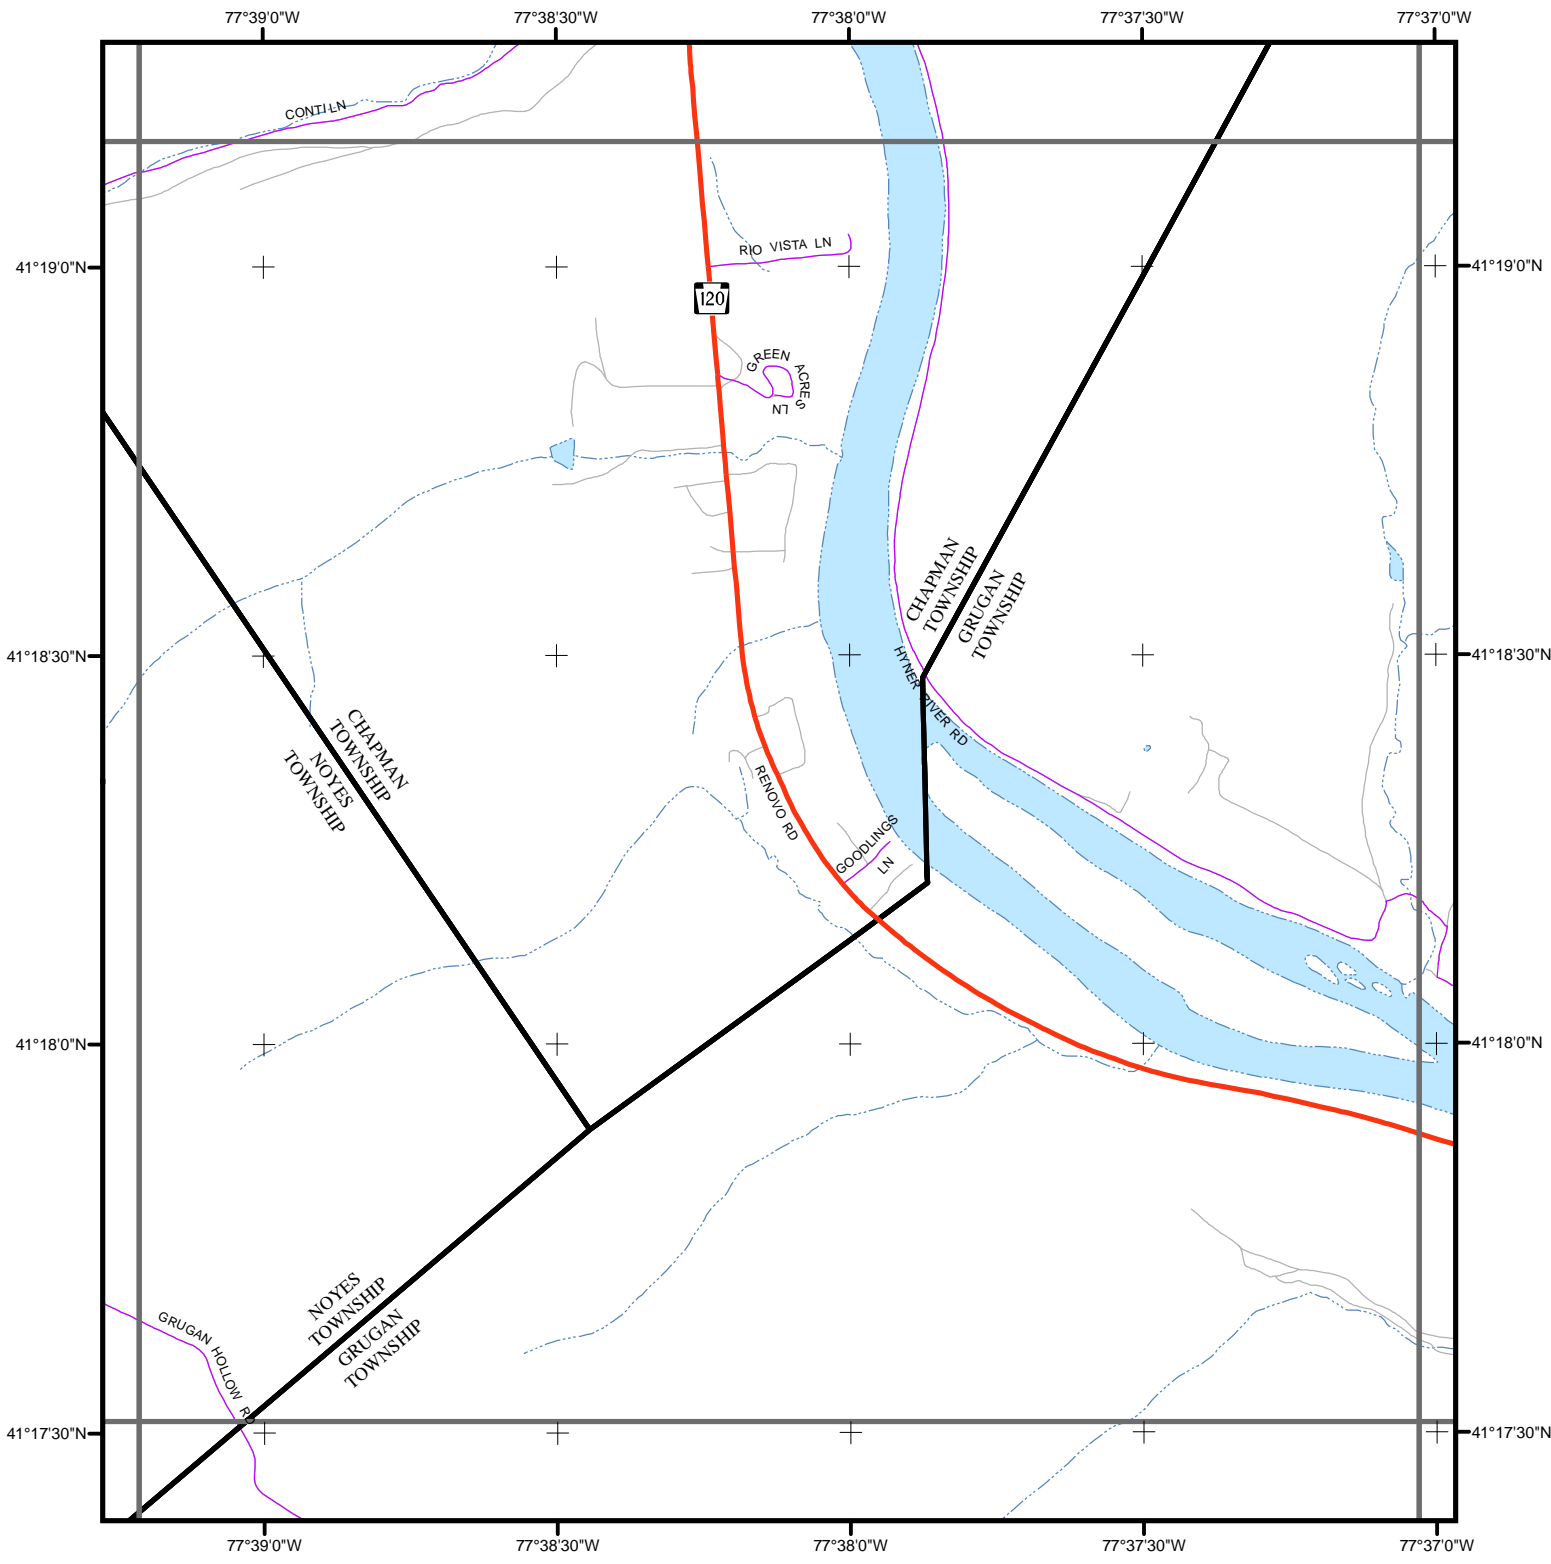 77°39'0"W
77°38'30"W
77°38'0"W
77°37'30"W
77°37'0"W
CONTI LN
RIO VISTA LN
41°19'0"N
41°19'0"N
120
GREEN ACRES LN
CHAPMAN
TOWNSHIP
GRUGAN
TOWNSHIP
41°18'30"N
41°18'30"N
HYNER RIVER RD
CHAPMAN
TOWNSHIP
NOYES
TOWNSHIP
RENOVO RD
GOODLINGS
LN
41°18'0"N
41°18'0"N
NOYES
TOWNSHIP
GRUGAN
TOWNSHIP
GRUGAN HOLLOW RD
41°17'30"N
41°17'30"N
77°39'0"W
77°38'30"W
77°38'0"W
77°37'30"W
77°37'0"W